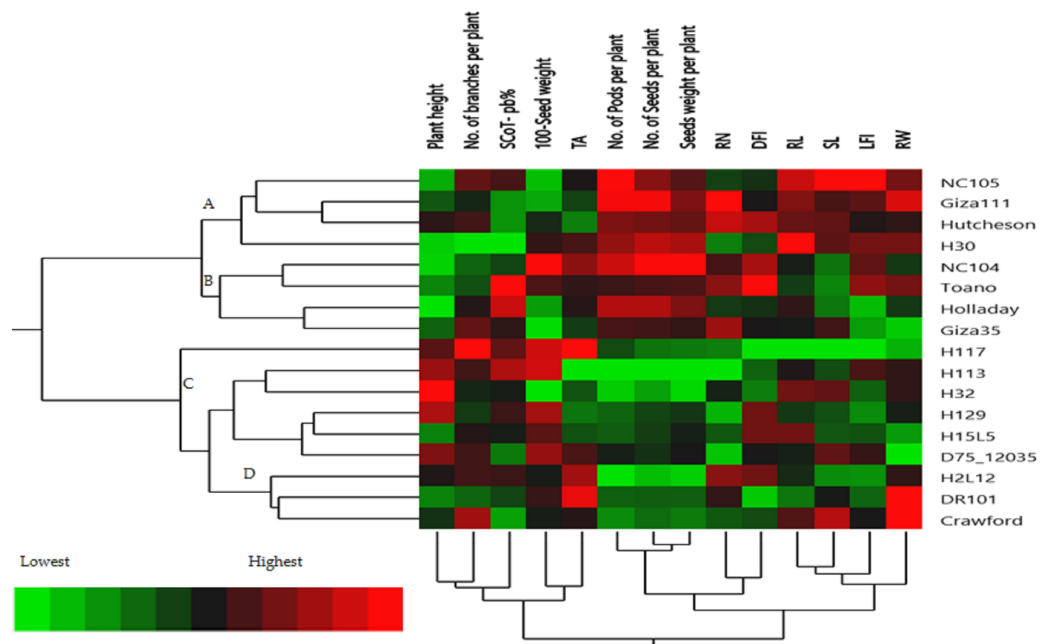 Plant height
No. of branches per plant
SCoT- pb%
100-Seed weight
TA
No. of Pods per plant
No. of Seeds per plant
Seeds weight per plant
RN
DFI
RL
SL
LFI
RW
NC105
A
Giza111
Hutcheson
H30
NC104
B
Toano
Holladay
Giza35
H117
C
H113
H32
H129
H15L5
D75_12035
D
H2L12
DR101
Crawford
Lowest
Highest